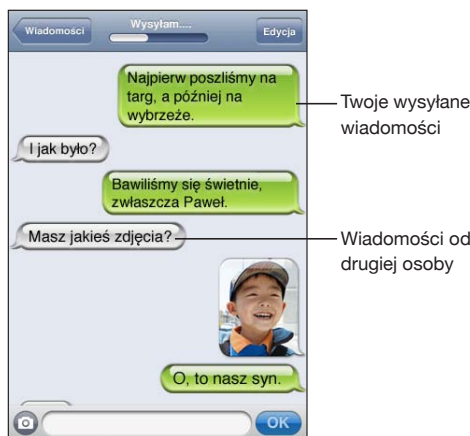 Wiadomości
Wysyłam....
Edycja
Najpierw poszliśmy na
targ, a później na
wybrzeże.
Twoje wysyłane
wiadomości
I jak było?
Bawiliśmy się świetnie,
zwłaszcza Paweł.
Masz jakieś zdjęcia?
Wiadomości od
drugiej osoby
O, to nasz syn.
OK